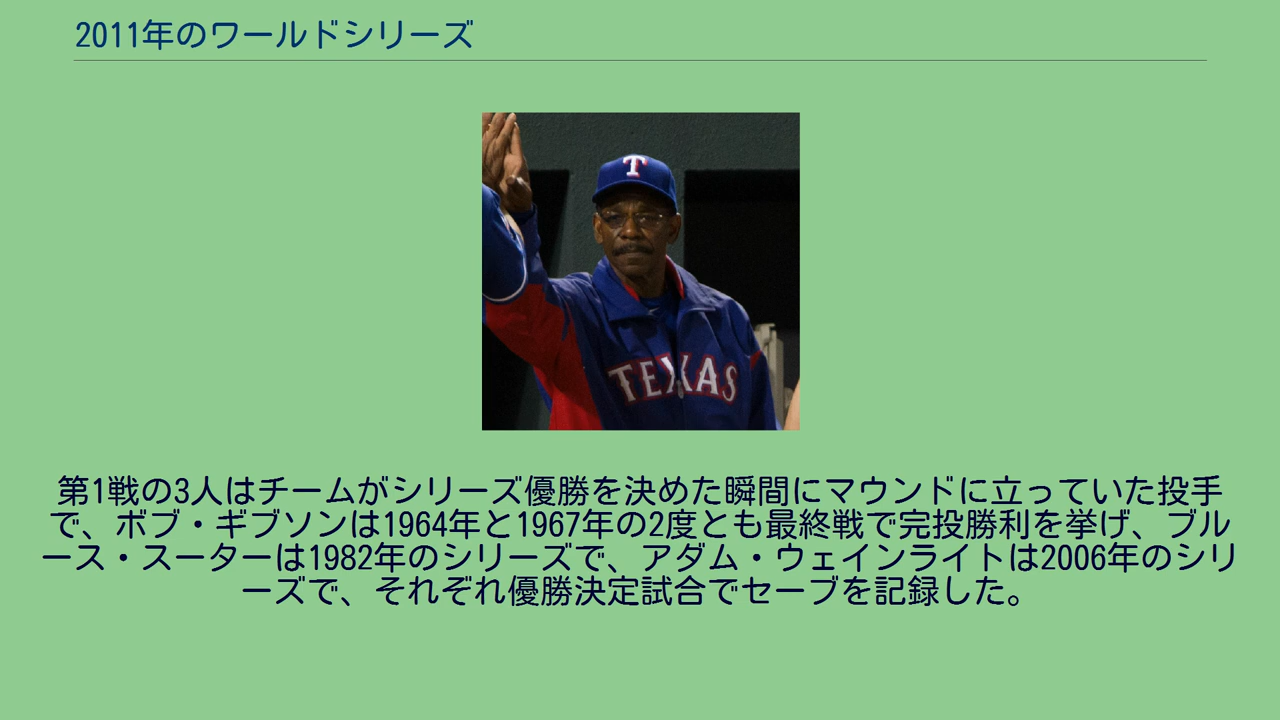 2011年のワールドシリーズ
T
TEXAS
第1戦の3人はチームがシリーズ優勝を決めた瞬間にマウンドに立っていた投手
で、ボブ・ギブソンは1964年と1967年の2度とも最終戦で完投勝利を挙げ、ブル
ース・スーターは1982年のシリーズで、アダム・ウェインライトは2006年のシリ
ーズで、それぞれ優勝決定試合でセーブを記録した。